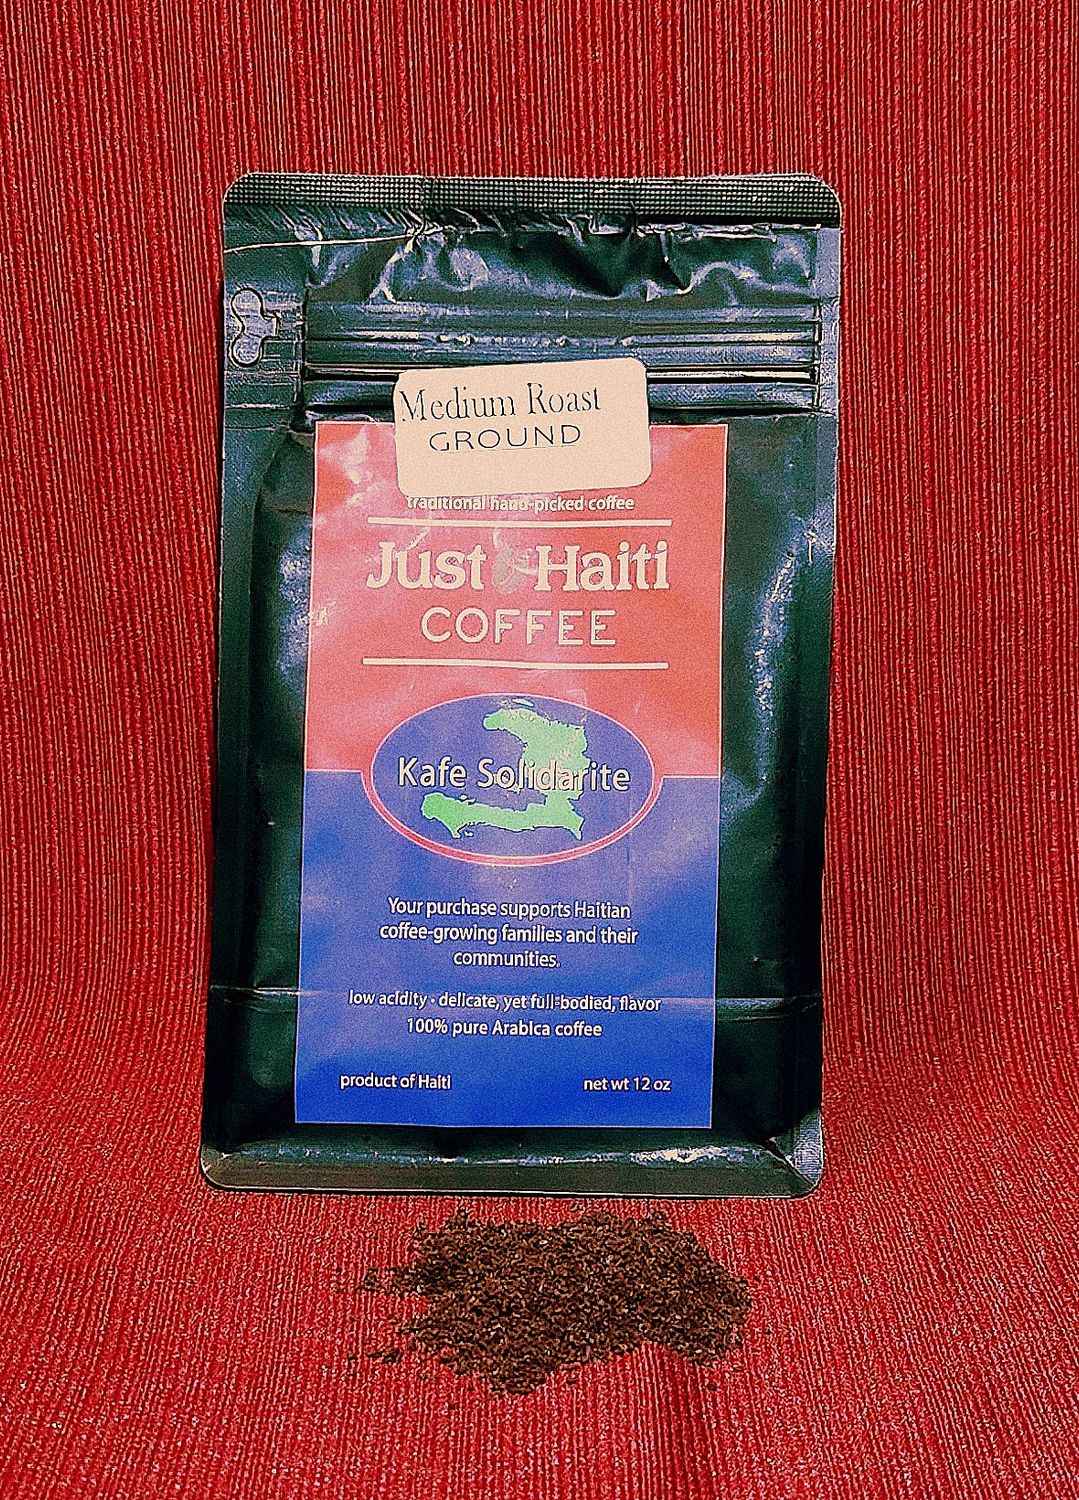 Medium Roast
GROUND
traditional hand-picked coffee
Just Haiti
COFFEE
Kafe Solidarite
Your purchase supports Haitian
coffee-growing families and their
communities.
low acidity · delicate, yet full-bodied, flavor
100% pure Arabica coffee
product of Haiti net wt 12 oz